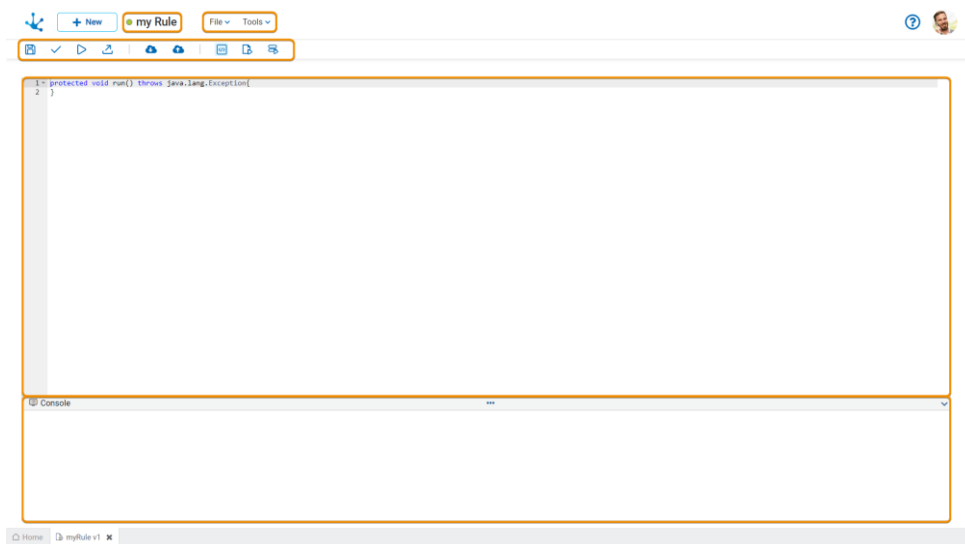 + New my Rule File Tools
1 protected void run() throws java.lang.Exception{
2 }
Console
Home myRule v1